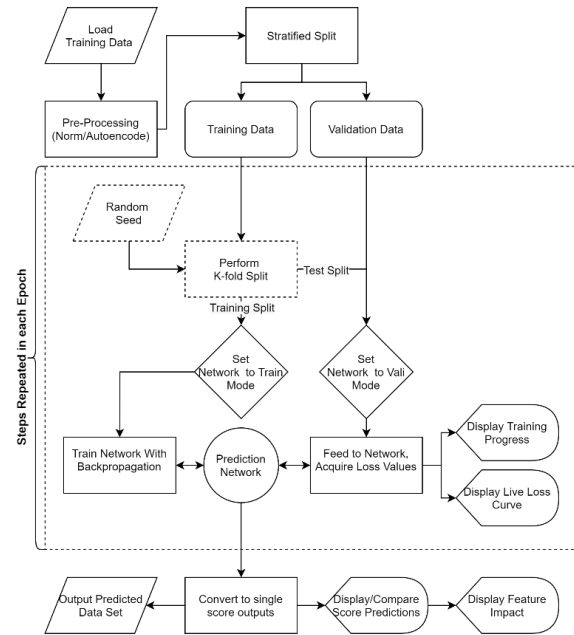 Load
Training Data
Stratified Split
Pre-Processing
(Norm/Autoencode)
Training Data
Validation Data
Steps Repeated in each Epoch
Random
Seed
Perform
K-fold Split
Test Split
Training Split
Set
Network to Train
Mode
Set
Network to Vali
Mode
Train Network With
Backpropagation
Prediction
Network
Feed to Network,
Acquire Loss Values
Display Training
Progress
Display Live Loss
Curve
Output Predicted
Data Set
Convert to single
score outputs
Display/Compare
Score Predictions
Display Feature
Impact